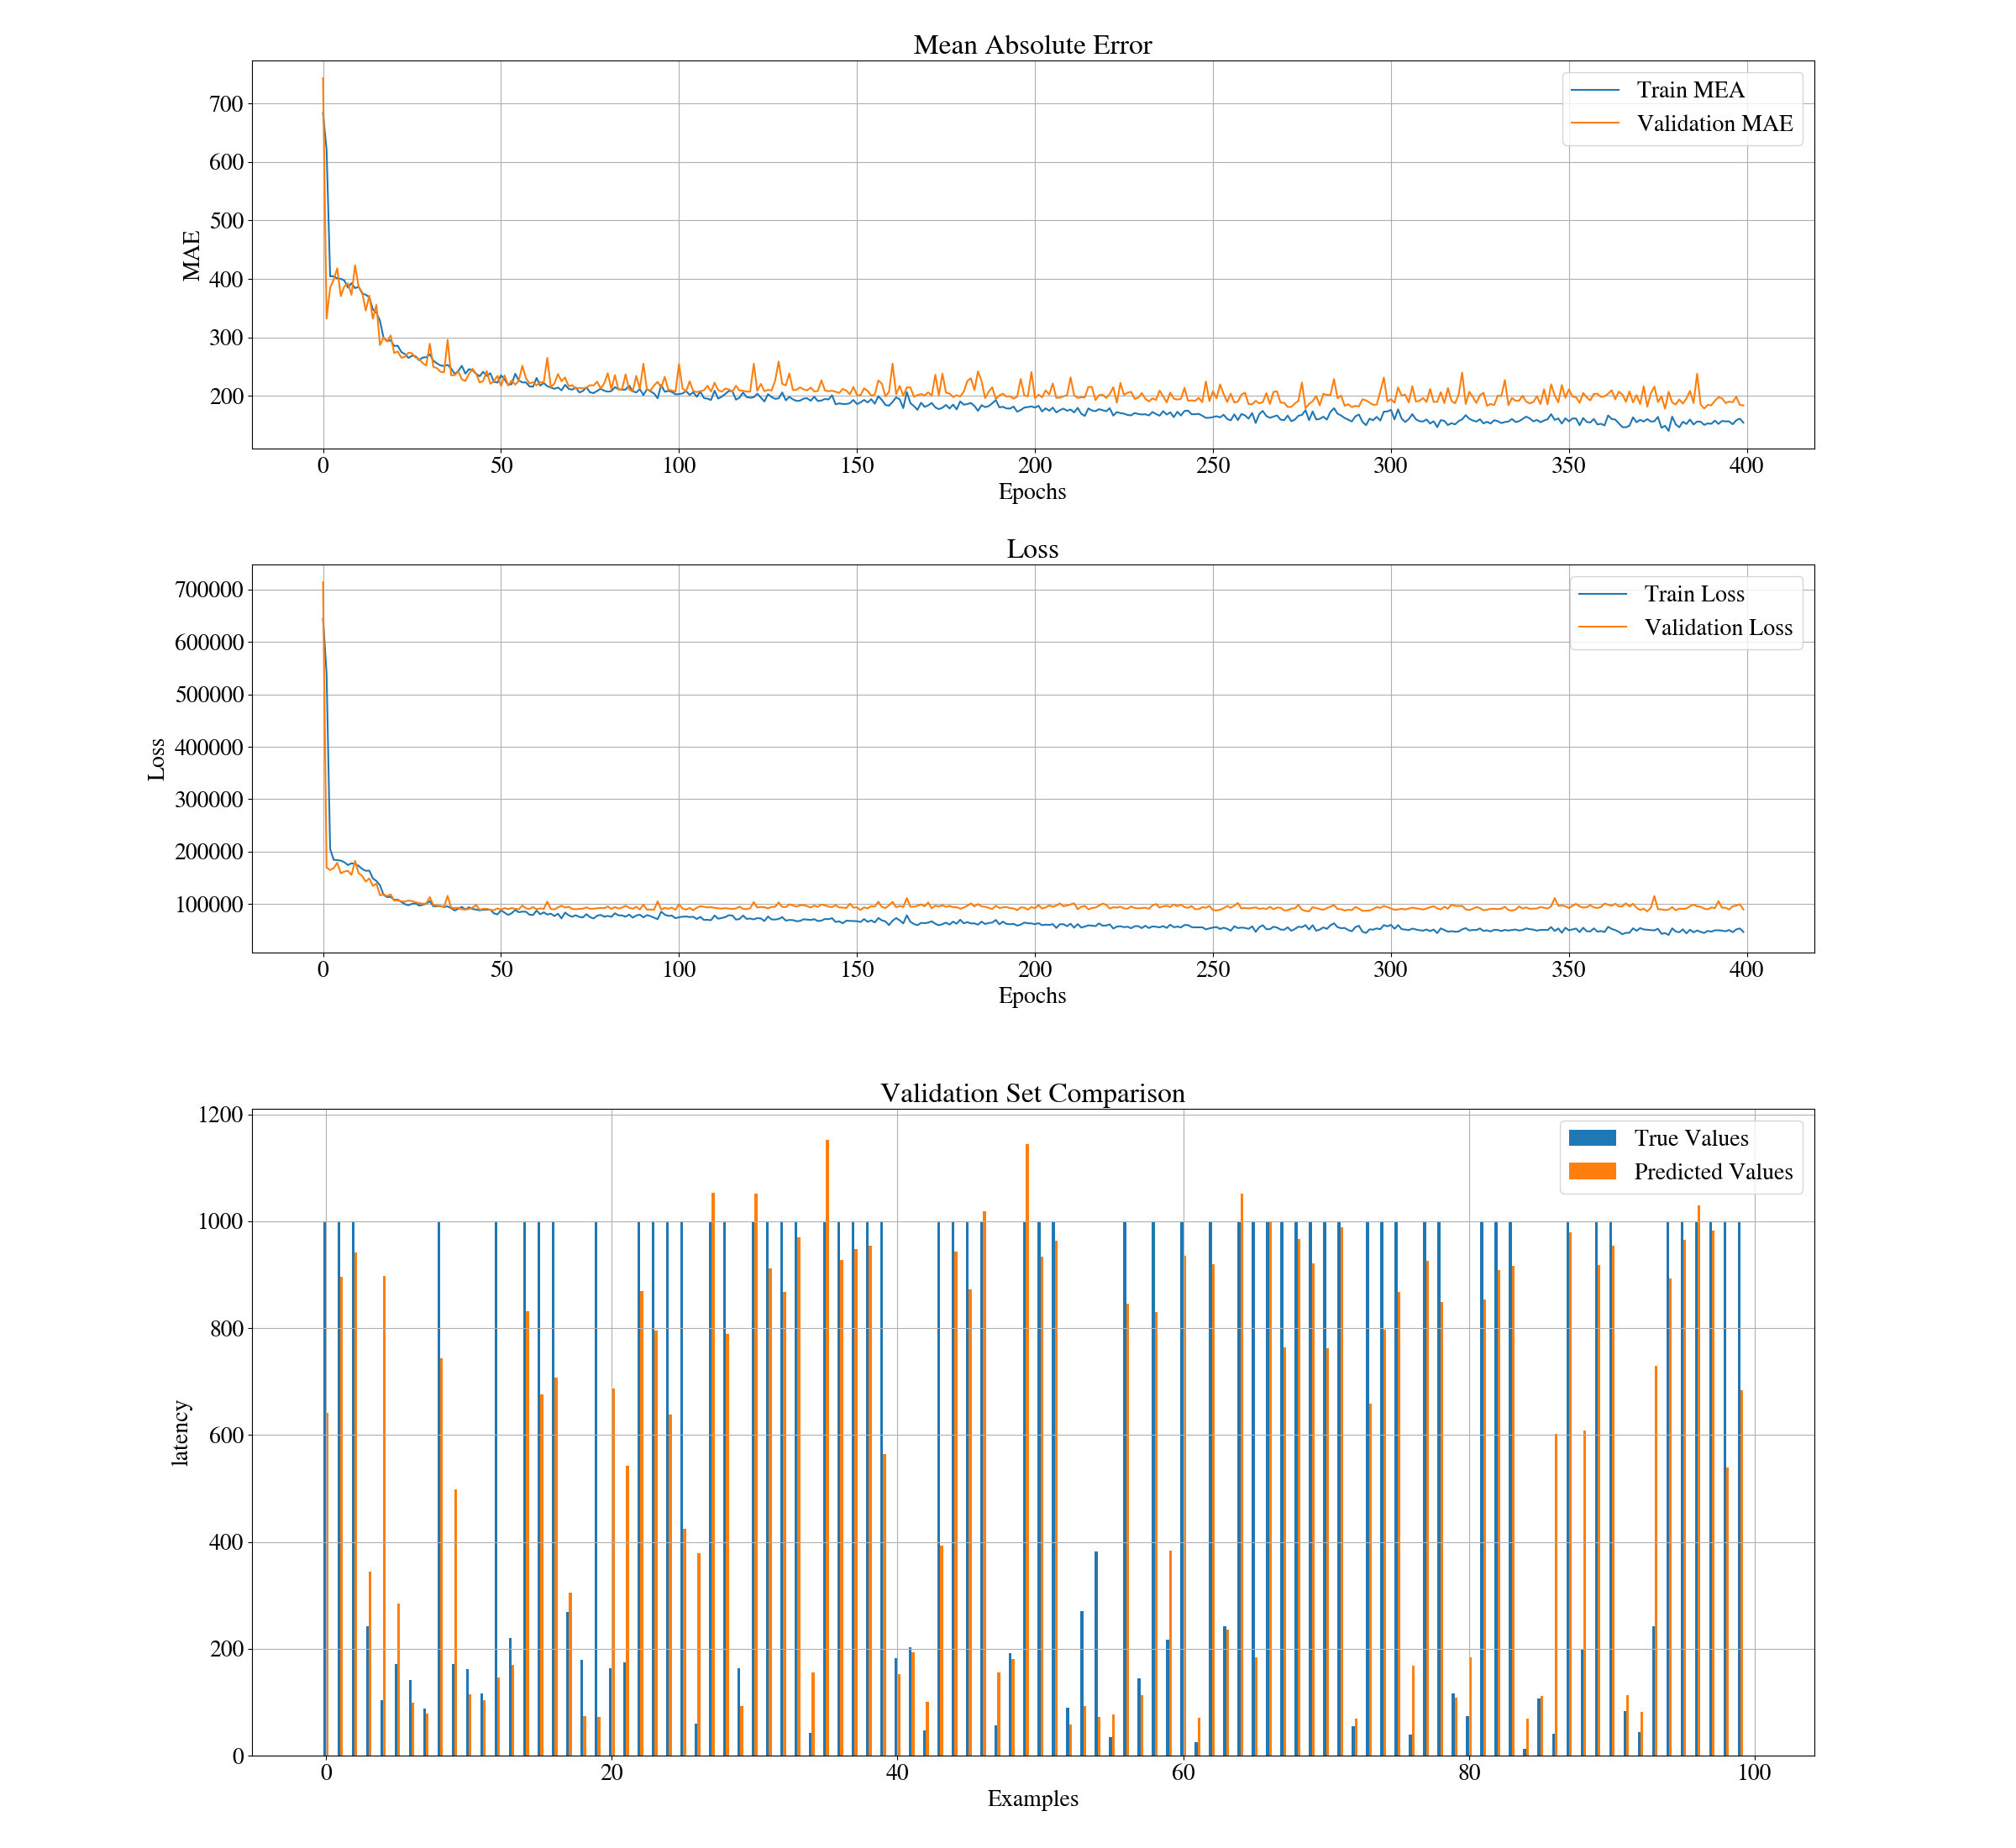 Mean Absolute Error
700
600
500
400
300
200
MAE
Train MEA
Validation MAE
0 50 100 150 200 250 300 350 400
Epochs
Loss
700000
600000
500000
400000
300000
200000
100000
Loss
Train Loss
Validation Loss
0 50 100 150 200 250 300 350 400
Epochs
Validation Set Comparison
1200
1000
800
600
400
200
0
latency
True Values
Predicted Values
0 20 40 60 80 100
Examples